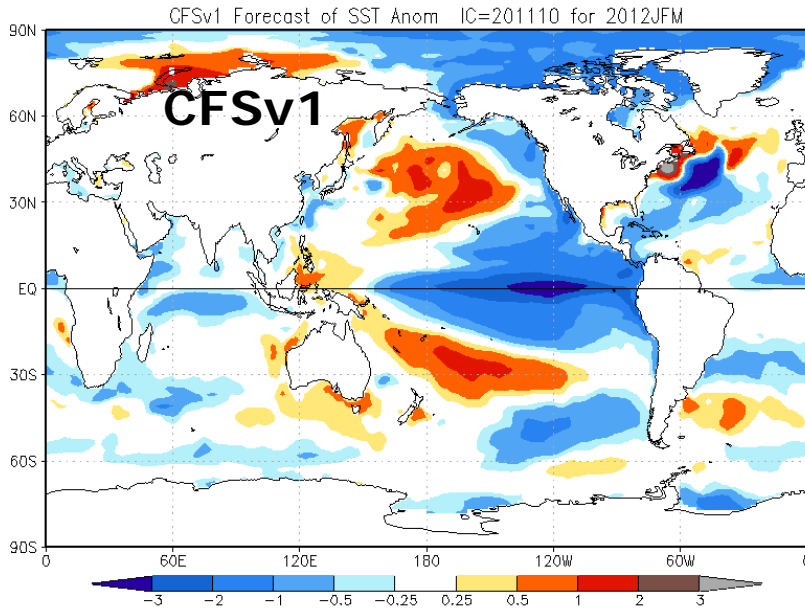 CFSv1 Forecast of SST Anom IC=201110 for 2012JFM
90N
CFSv1
60N
30N
EQ
30S
60S
90S
0 60E 120E 180 120W 60W 0
-3 -2 -1 -0.5 -0.25 0.25 0.5 1 2 3